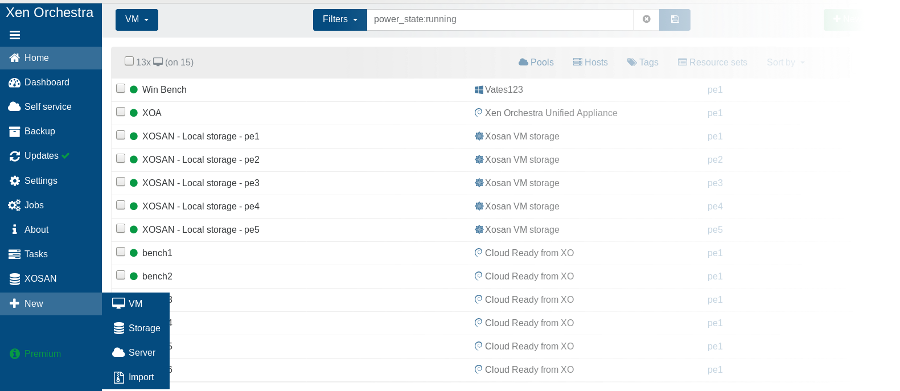 Xen Orchestra
VM
Filters
power_state:running
Home
13x (on 15)
Pools
Hosts
Tags
Resource sets
Sort by
Dashboard
Win Bench
Vates123
pe1
Self service
XOA
Xen Orchestra Unified Appliance
pe1
Backup
XOSAN - Local storage - pe1
Xosan VM storage
pe1
Updates
XOSAN - Local storage - pe2
Xosan VM storage
pe2
Settings
XOSAN - Local storage - pe3
Xosan VM storage
pe3
Jobs
XOSAN - Local storage - pe4
Xosan VM storage
pe4
About
XOSAN - Local storage - pe5
Xosan VM storage
pe5
Tasks
bench1
Cloud Ready from XO
pe1
XOSAN
bench2
Cloud Ready from XO
pe1
New
VM
3
Cloud Ready from XO
pe1
Storage
4
Cloud Ready from XO
pe1
Premium
Server
Cloud Ready from XO
pe1
Import
Cloud Ready from XO
pe1